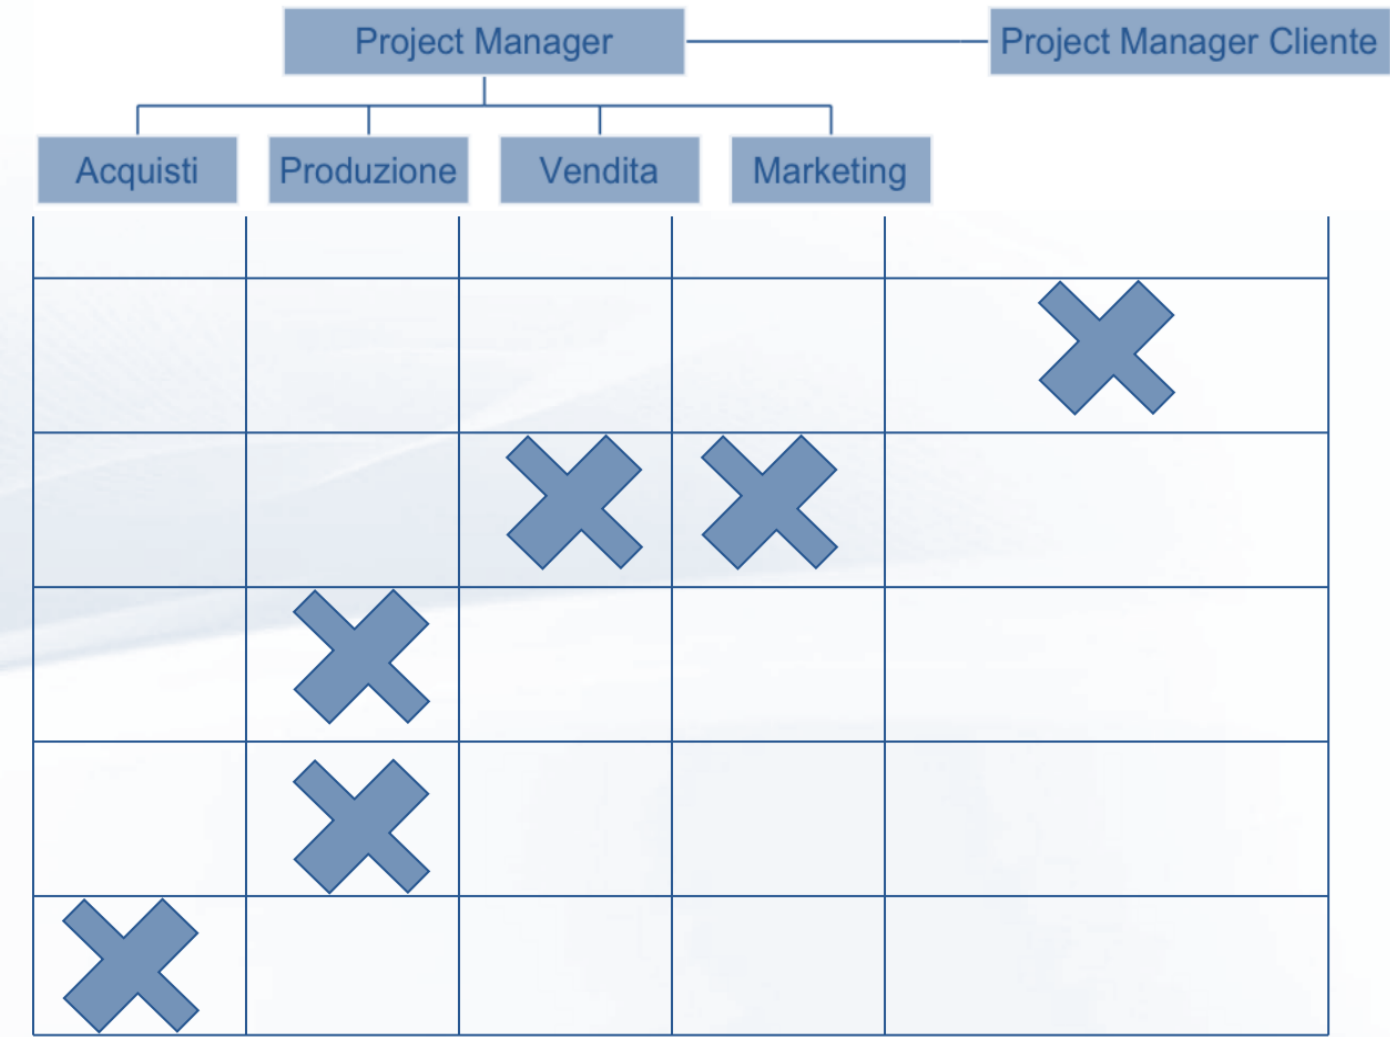 Project Manager
Project Manager Cliente
Acquisti
Produzione
Vendita
Marketing